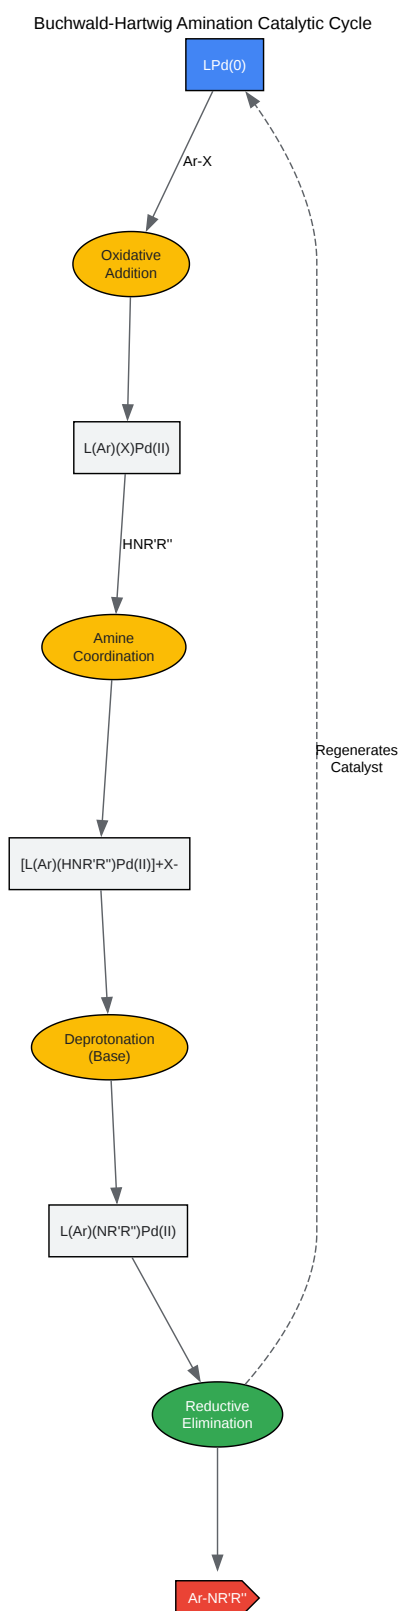 Buchwald-Hartwig Amination Catalytic Cycle
LPd(0)
Ar-X
Oxidative
Addition
L(Ar)(X)Pd(II)
HNR'R''
Amine
Coordination
[L(Ar)(HNR'R'')Pd(II)]+X-
Regenerates
Catalyst
Deprotonation
(Base)
L(Ar)(NR'R'')Pd(II)
Reductive
Elimination
Ar-NR'R''